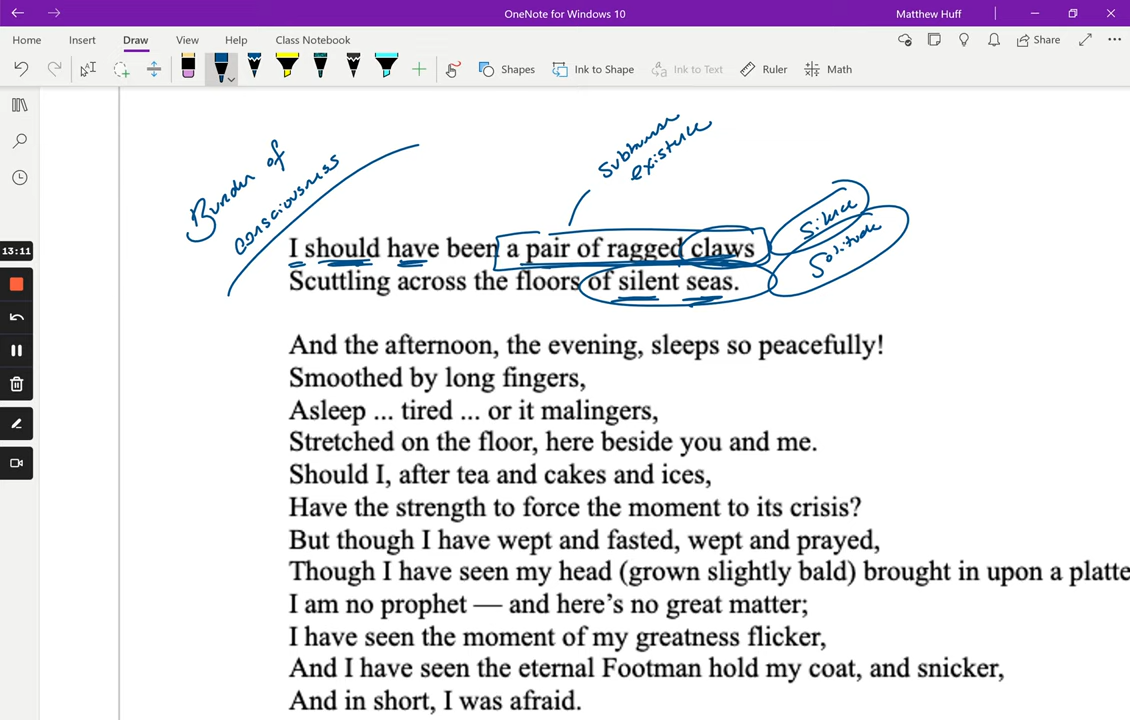 OneNote for Windows 10
Matthew Huff
Home Insert Draw View Help Class Notebook
Share
Shapes Ink to Shape Ink to Text Ruler Math
13:11
Burden of
consciousness
existence
Silence
Solitude
I should have been a pair of ragged claws
Scuttling across the floors of silent seas.
And the afternoon, the evening, sleeps so peacefully!
Smoothed by long fingers,
Asleep ... tired ... or it malingers,
Stretched on the floor, here beside you and me.
Should I, after tea and cakes and ices,
Have the strength to force the moment to its crisis?
But though I have wept and fasted, wept and prayed,
Though I have seen my head (grown slightly bald) brought in upon a platte
I am no prophet — and here’s no great matter;
I have seen the moment of my greatness flicker,
And I have seen the eternal Footman hold my coat, and snicker,
And in short, I was afraid.